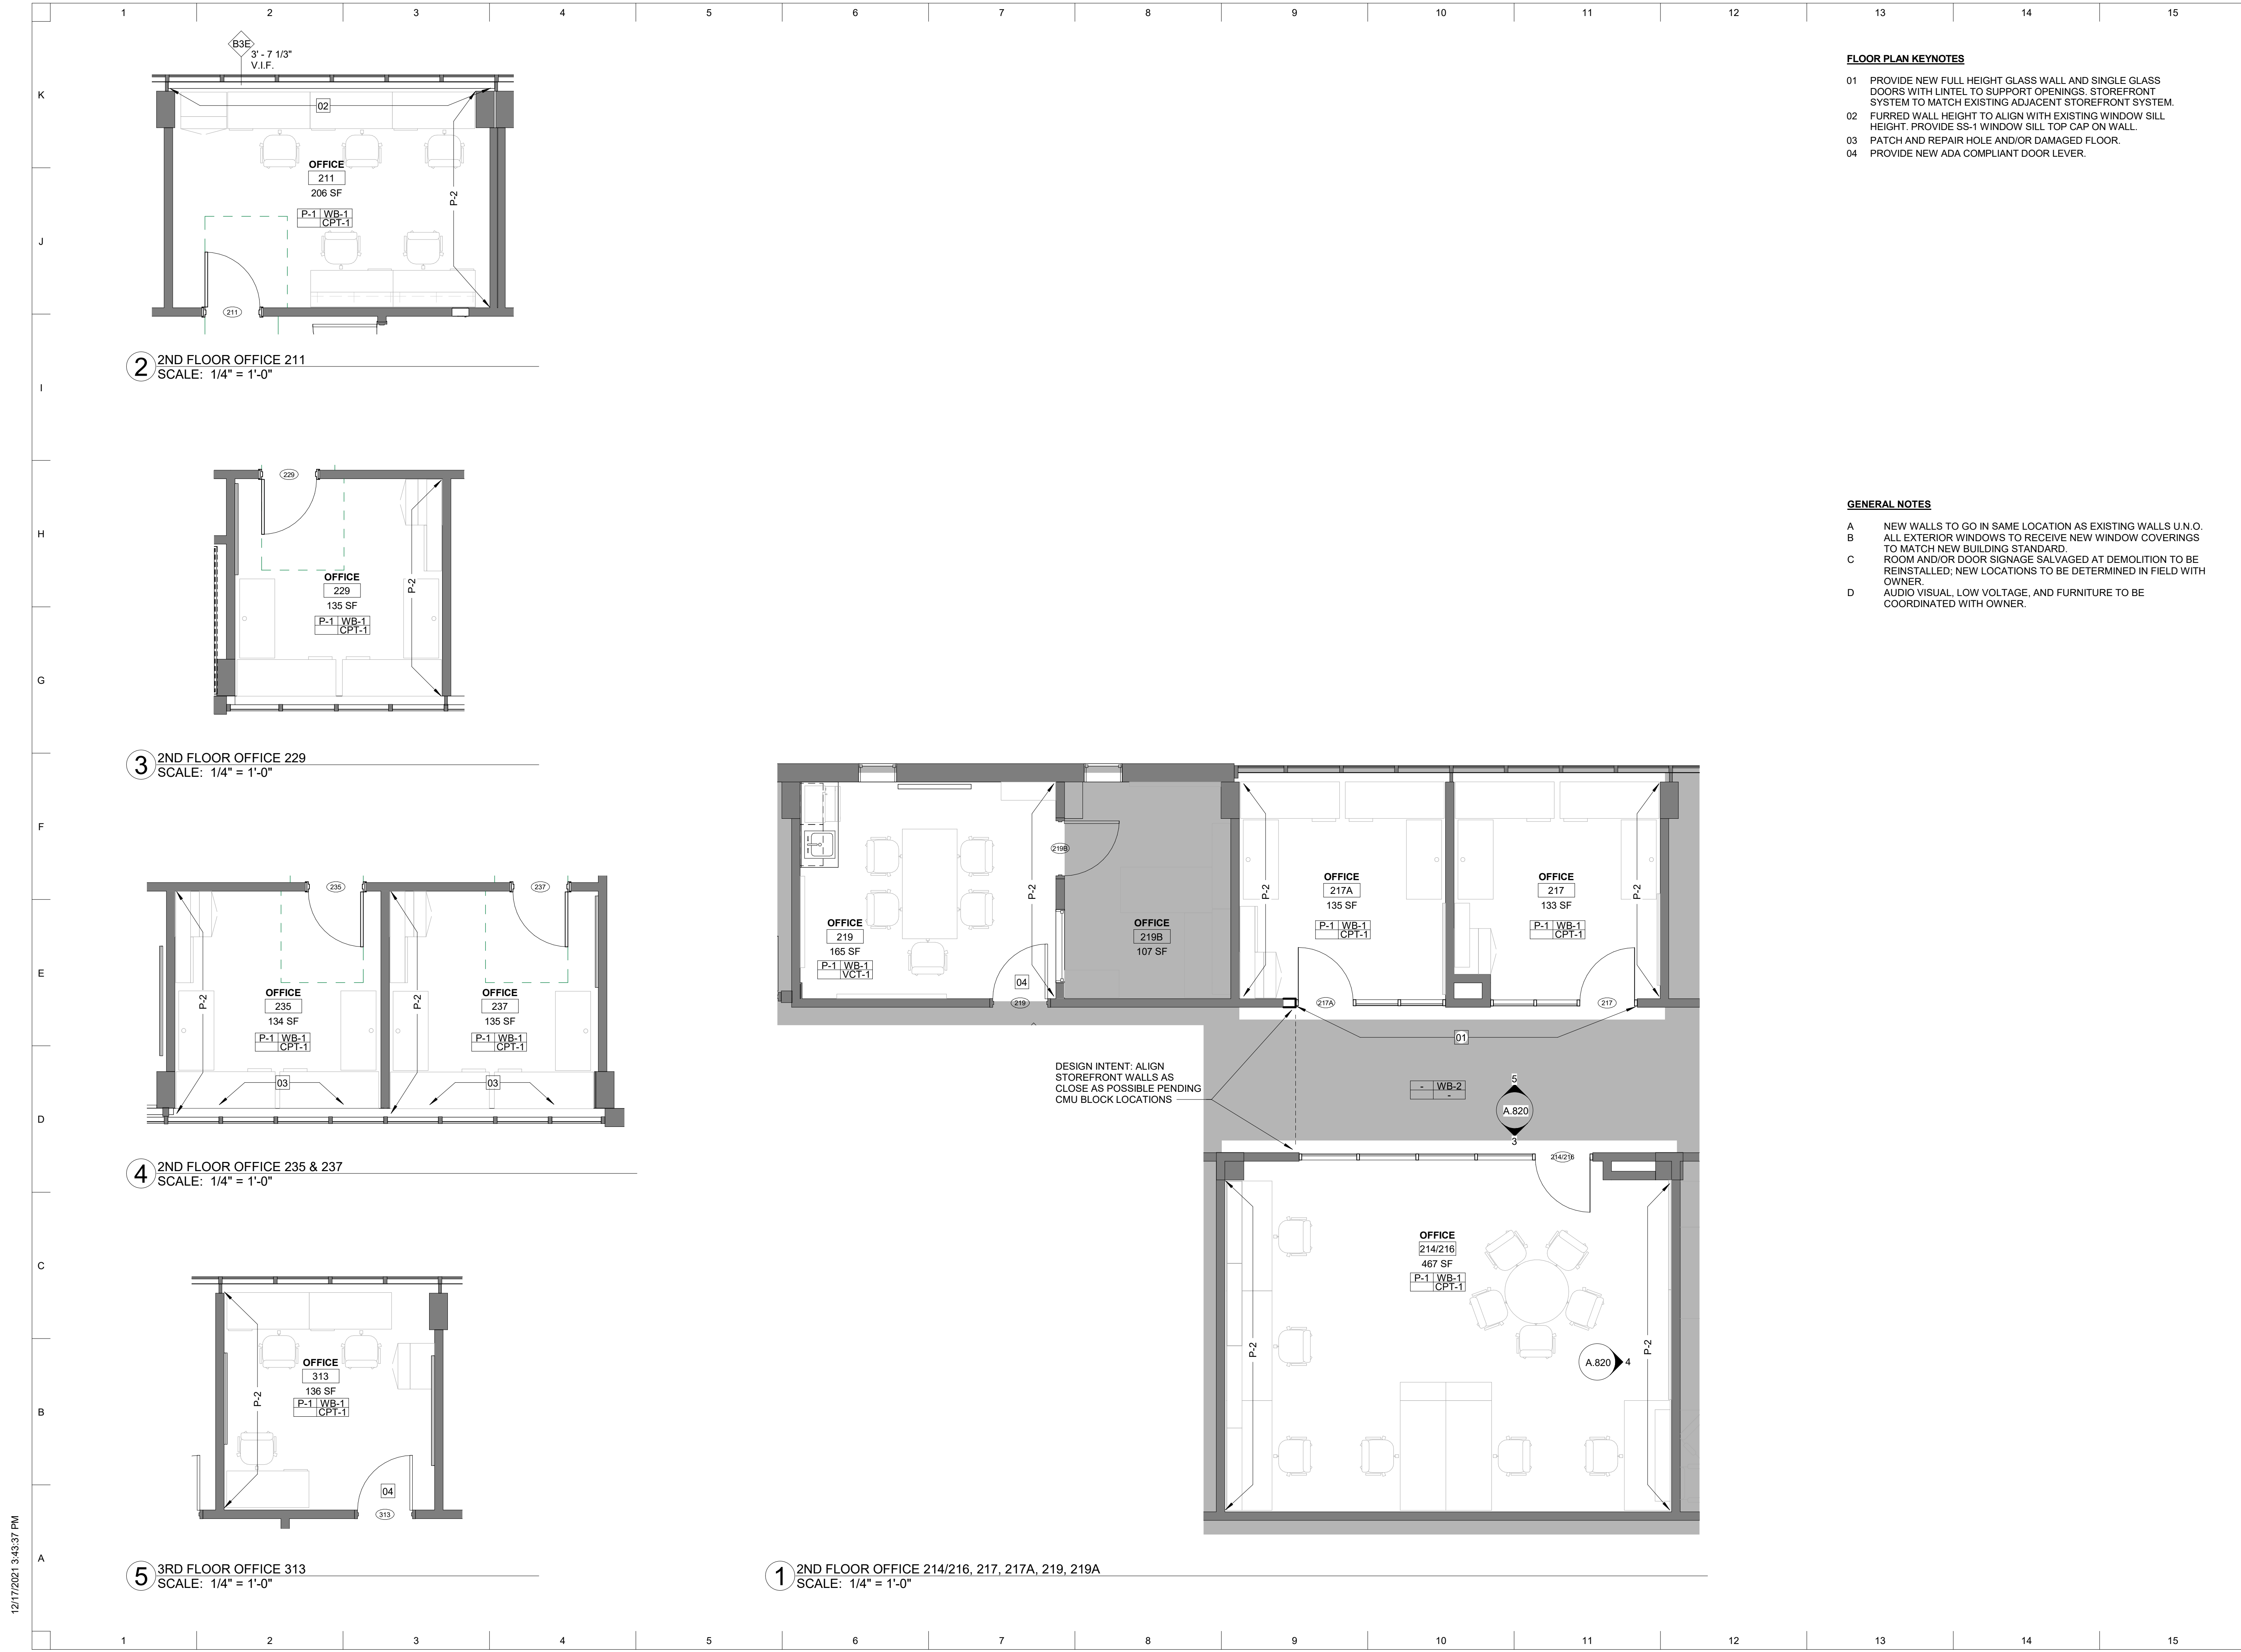 1 2 3 4 5 6 7 8 9 10 11 12 13 14 15
K
J
I
H
G
F
E
D
C
B
A
B3E
3' - 7 1/3"
V.I.F.
02
OFFICE
211
206 SF
P-1 WB-1
CPT-1
P-2
211
2 2ND FLOOR OFFICE 211
SCALE: 1/4" = 1'-0"
229
OFFICE
229
135 SF
P-1 WB-1
CPT-1
P-2
3 2ND FLOOR OFFICE 229
SCALE: 1/4" = 1'-0"
235
237
P-2
OFFICE
235
134 SF
P-1 WB-1
CPT-1
03
P-2
OFFICE
237
135 SF
P-1 WB-1
CPT-1
03
4 2ND FLOOR OFFICE 235 & 237
SCALE: 1/4" = 1'-0"
OFFICE
313
136 SF
P-1 WB-1
CPT-1
P-2
04
313
5 3RD FLOOR OFFICE 313
SCALE: 1/4" = 1'-0"
OFFICE
219
165 SF
P-1 WB-1
VCT-1
P-2
04
219
219B
OFFICE
219B
107 SF
P-2
OFFICE
217A
135 SF
P-1 WB-1
CPT-1
217A
OFFICE
217
133 SF
P-1 WB-1
CPT-1
P-2
217
01
DESIGN INTENT: ALIGN
STOREFRONT WALLS AS
CLOSE AS POSSIBLE PENDING
CMU BLOCK LOCATIONS
- WB-2
-
5
A.820
3
214/216
OFFICE
214/216
467 SF
P-1 WB-1
CPT-1
P-2
P-2
A.820 4
1 2ND FLOOR OFFICE 214/216, 217, 217A, 219, 219A
SCALE: 1/4" = 1'-0"
FLOOR PLAN KEYNOTES
01 PROVIDE NEW FULL HEIGHT GLASS WALL AND SINGLE GLASS
DOORS WITH LINTEL TO SUPPORT OPENINGS. STOREFRONT
SYSTEM TO MATCH EXISTING ADJACENT STOREFRONT SYSTEM.
02 FURRED WALL HEIGHT TO ALIGN WITH EXISTING WINDOW SILL
HEIGHT. PROVIDE SS-1 WINDOW SILL TOP CAP ON WALL.
03 PATCH AND REPAIR HOLE AND/OR DAMAGED FLOOR.
04 PROVIDE NEW ADA COMPLIANT DOOR LEVER.
GENERAL NOTES
A NEW WALLS TO GO IN SAME LOCATION AS EXISTING WALLS U.N.O.
B ALL EXTERIOR WINDOWS TO RECEIVE NEW WINDOW COVERINGS
TO MATCH NEW BUILDING STANDARD.
C ROOM AND/OR DOOR SIGNAGE SALVAGED AT DEMOLITION TO BE
REINSTALLED; NEW LOCATIONS TO BE DETERMINED IN FIELD WITH
OWNER.
D AUDIO VISUAL, LOW VOLTAGE, AND FURNITURE TO BE
COORDINATED WITH OWNER.
12/17/2021 3:43:37 PM
1 2 3 4 5 6 7 8 9 10 11 12 13 14 15